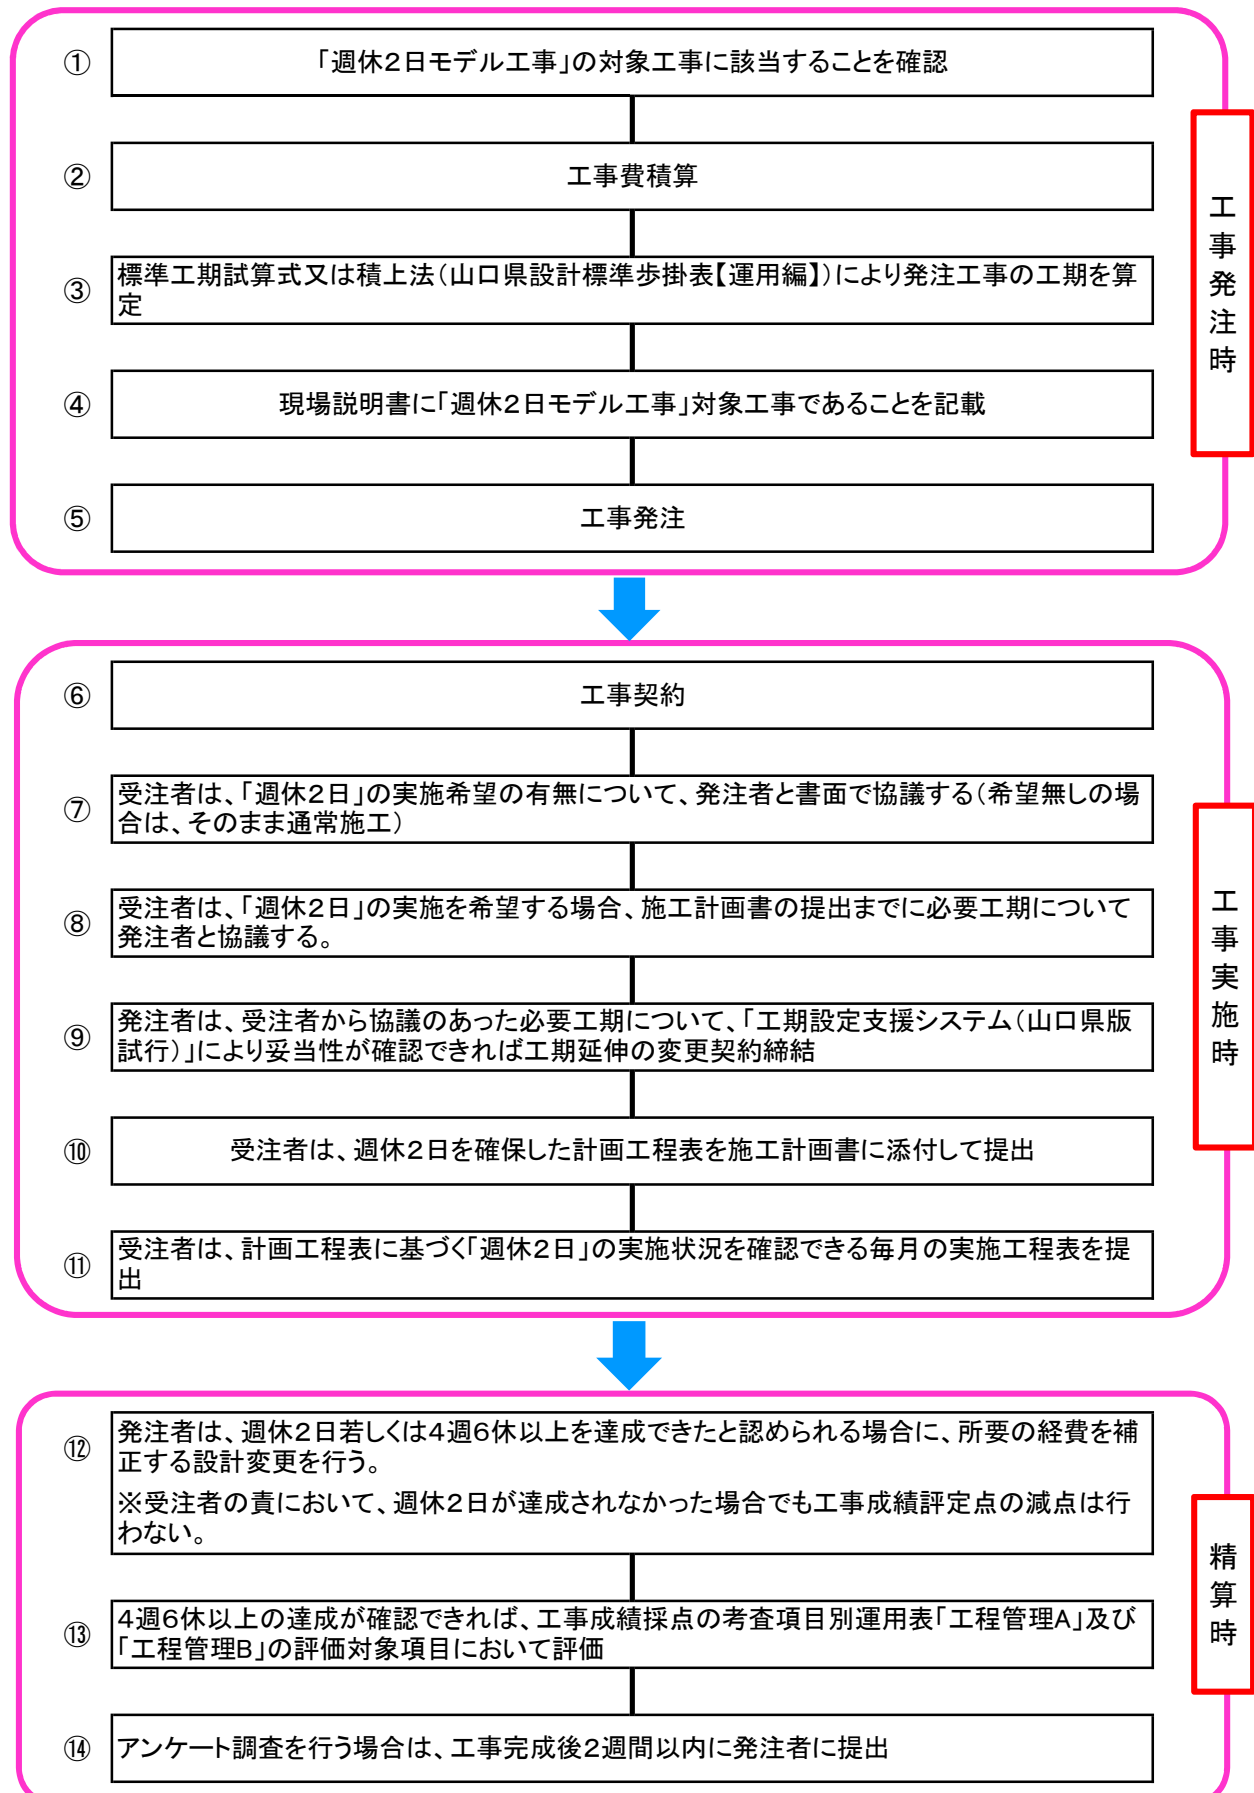 ① 「週休2日モデル工事」の対象工事に該当することを確認
② 工事費積算
③ 標準工期試算式又は積上法(山口県設計標準歩掛表【運用編】)により発注工事の工期を算
定
④ 現場説明書に「週休2日モデル工事」対象工事であることを記載
⑤ 工事発注
工事発注時
⑥ 工事契約
⑦ 受注者は、「週休2日」の実施希望の有無について、発注者と書面で協議する(希望無しの場
合は、そのまま通常施工)
⑧ 受注者は、「週休2日」の実施を希望する場合、施工計画書の提出までに必要工期について
発注者と協議する。
⑨ 発注者は、受注者から協議のあった必要工期について、「工期設定支援システム(山口県版
試行)」により妥当性が確認できれば工期延伸の変更契約締結
⑩ 受注者は、週休2日を確保した計画工程表を施工計画書に添付して提出
⑪ 受注者は、計画工程表に基づく「週休2日」の実施状況を確認できる毎月の実施工程表を提
出
工事実施時
⑫ 発注者は、週休2日若しくは4週6休以上を達成できたと認められる場合に、所要の経費を補
正する設計変更を行う。
※受注者の責において、週休2日が達成されなかった場合でも工事成績評定点の減点は行
わない。
⑬ 4週6休以上の達成が確認できれば、工事成績採点の考査項目別運用表「工程管理A」及び
「工程管理B」の評価対象項目において評価
⑭ アンケート調査を行う場合は、工事完成後2週間以内に発注者に提出
精算時